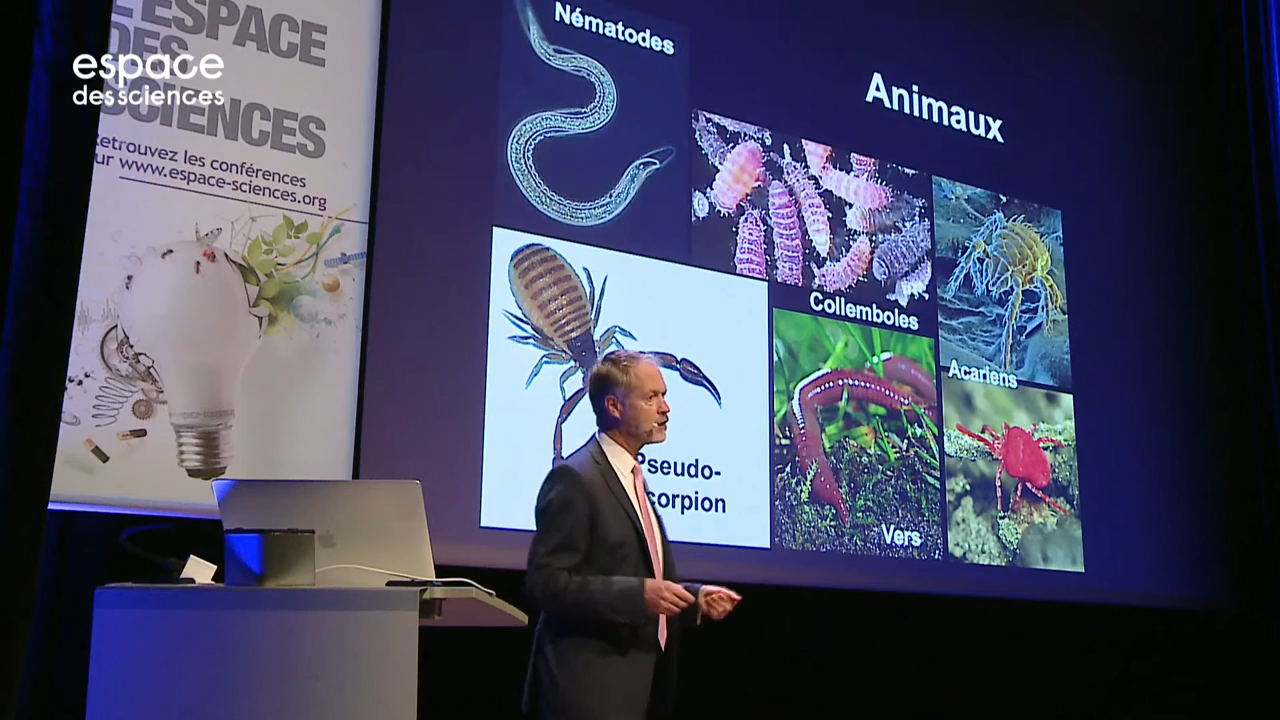 L'ESPACE
DES
SCIENCES
espace
des sciences
Retrouvez les conférences
sur www.espace-sciences.org
Nématodes
Animaux
Collemboles
Acariens
Pseudo-
scorpion
Vers